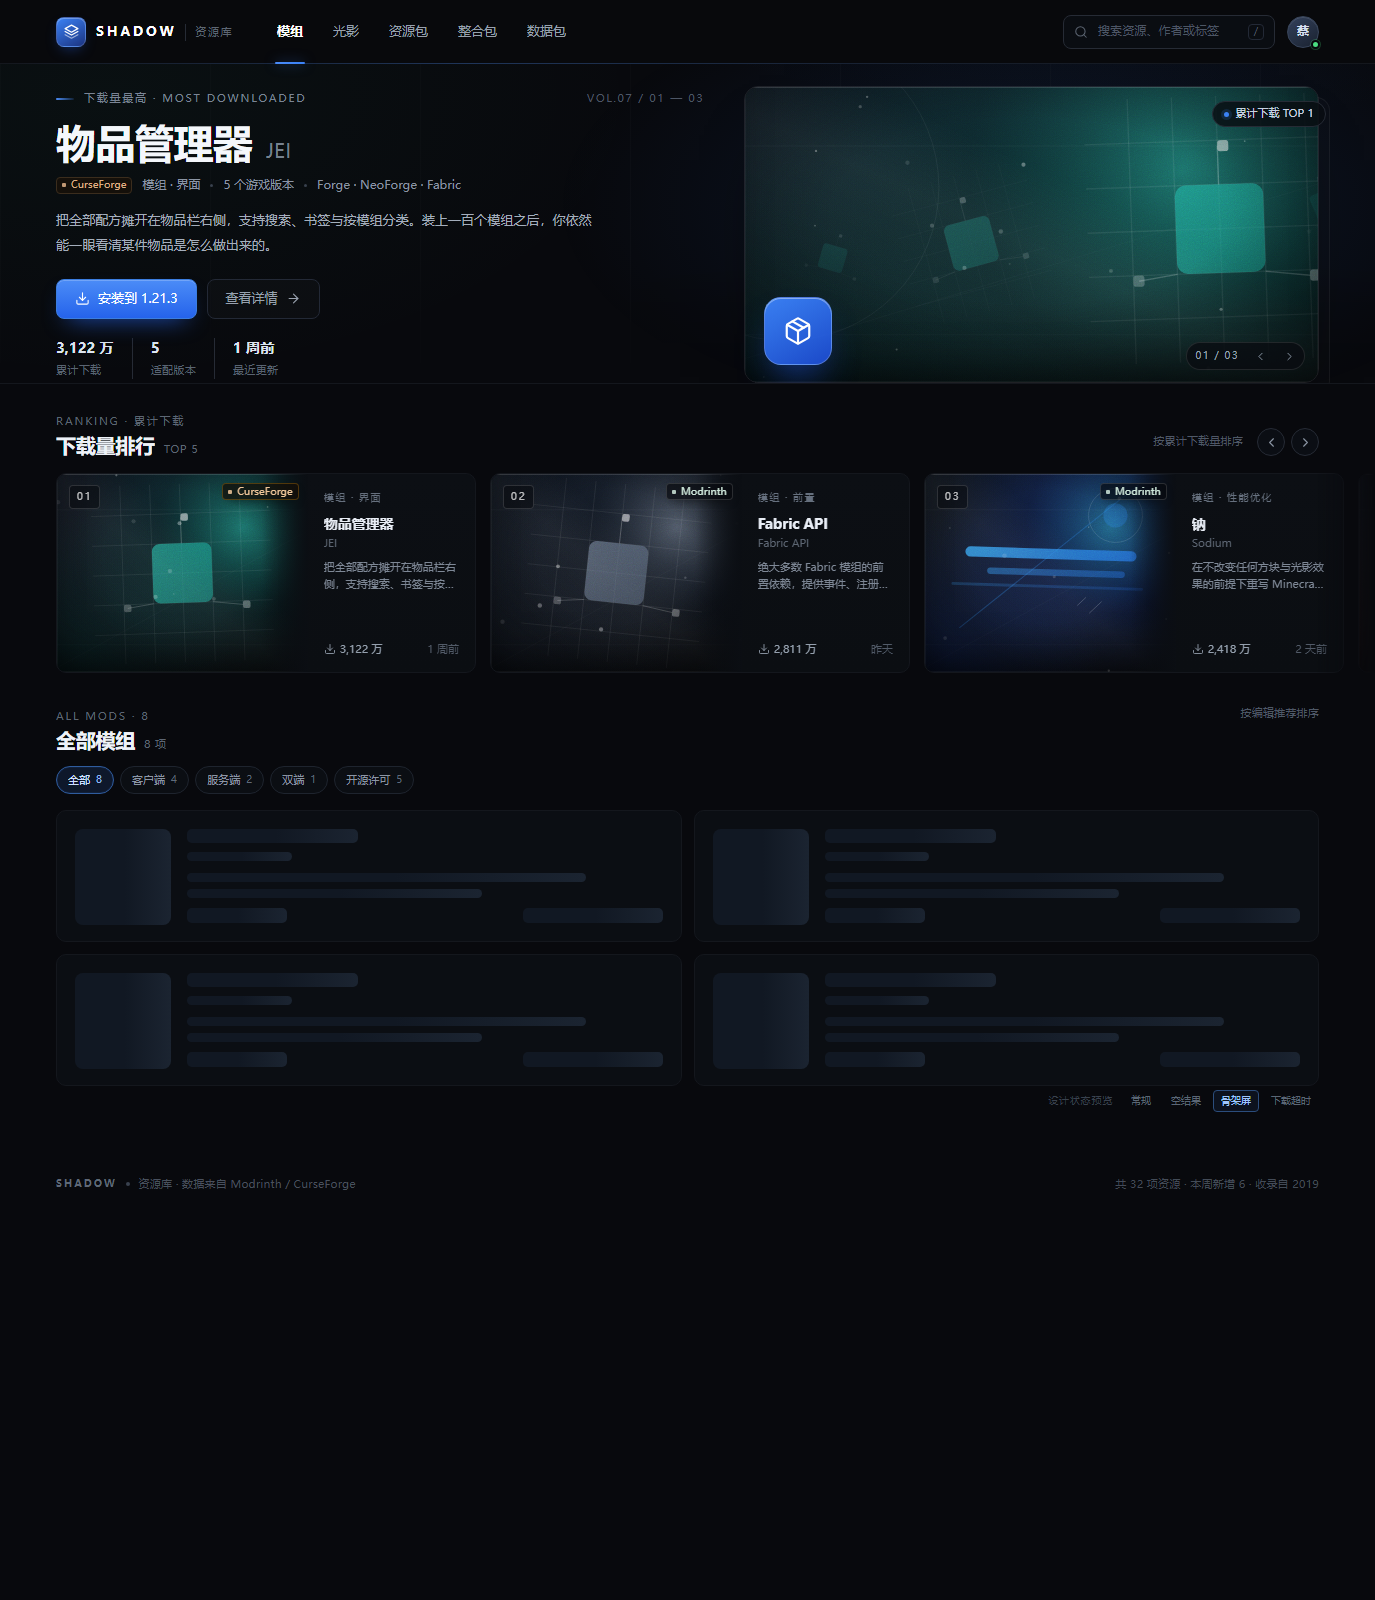 SHADOW 资源库 模组 光影 资源包 整合包 数据包 搜索资源、作者或标签 / 蔡
下载量最高 · MOST DOWNLOADED VOL.07 / 01 — 03
累计下载 TOP 1
物品管理器 JEI
CurseForge 模组 · 界面 • 5 个游戏版本 • Forge · NeoForge · Fabric
把全部配方摊开在物品栏右侧，支持搜索、书签与按模组分类。装上一百个模组之后，你依然
能一眼看清某件物品是怎么做出来的。
安装到 1.21.3 查看详情
3,122 万 5 1 周前
累计下载 适配版本 最近更新
01 / 03
RANKING · 累计下载
下载量排行 TOP 5
按累计下载量排序
01 CurseForge
模组 · 界面
物品管理器
JEI
把全部配方摊开在物品栏右
侧，支持搜索、书签与按...
3,122 万 1 周前
02 Modrinth
模组 · 前置
Fabric API
Fabric API
绝大多数 Fabric 模组的前
置依赖，提供事件、注册...
2,811 万 昨天
03 Modrinth
模组 · 性能优化
钠
Sodium
在不改变任何方块与光影效
果的前提下重写 Minecra...
2,418 万 2 天前
ALL MODS · 8
全部模组 8 项
按编辑推荐排序
全部 8 客户端 4 服务端 2 双端 1 开源许可 5
设计状态预览 常规 空结果 骨架屏 下载超时
SHADOW • 资源库 · 数据来自 Modrinth / CurseForge
共 32 项资源 · 本周新增 6 · 收录自 2019